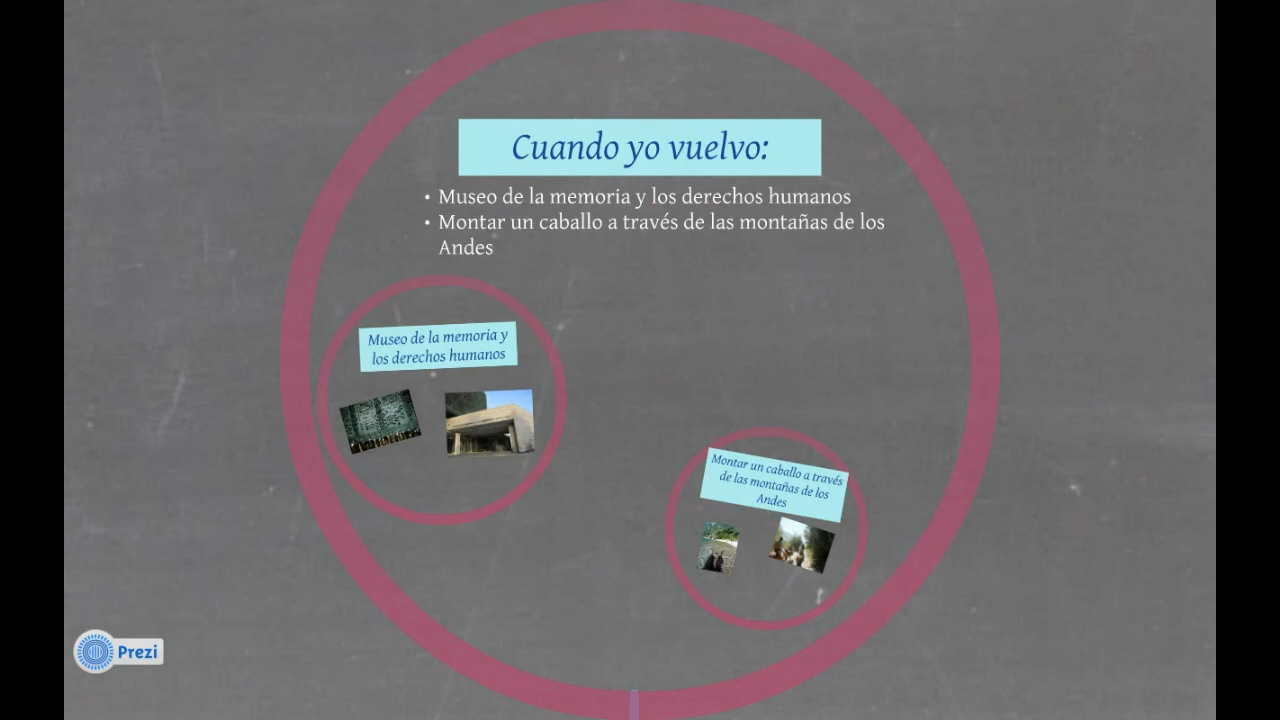 Cuando yo vuelvo:
• Museo de la memoria y los derechos humanos
• Montar un caballo a través de las montañas de los
Andes
Museo de la memoria y
los derechos humanos
Montar un caballo a través
de las montañas de los
Andes
Prezi